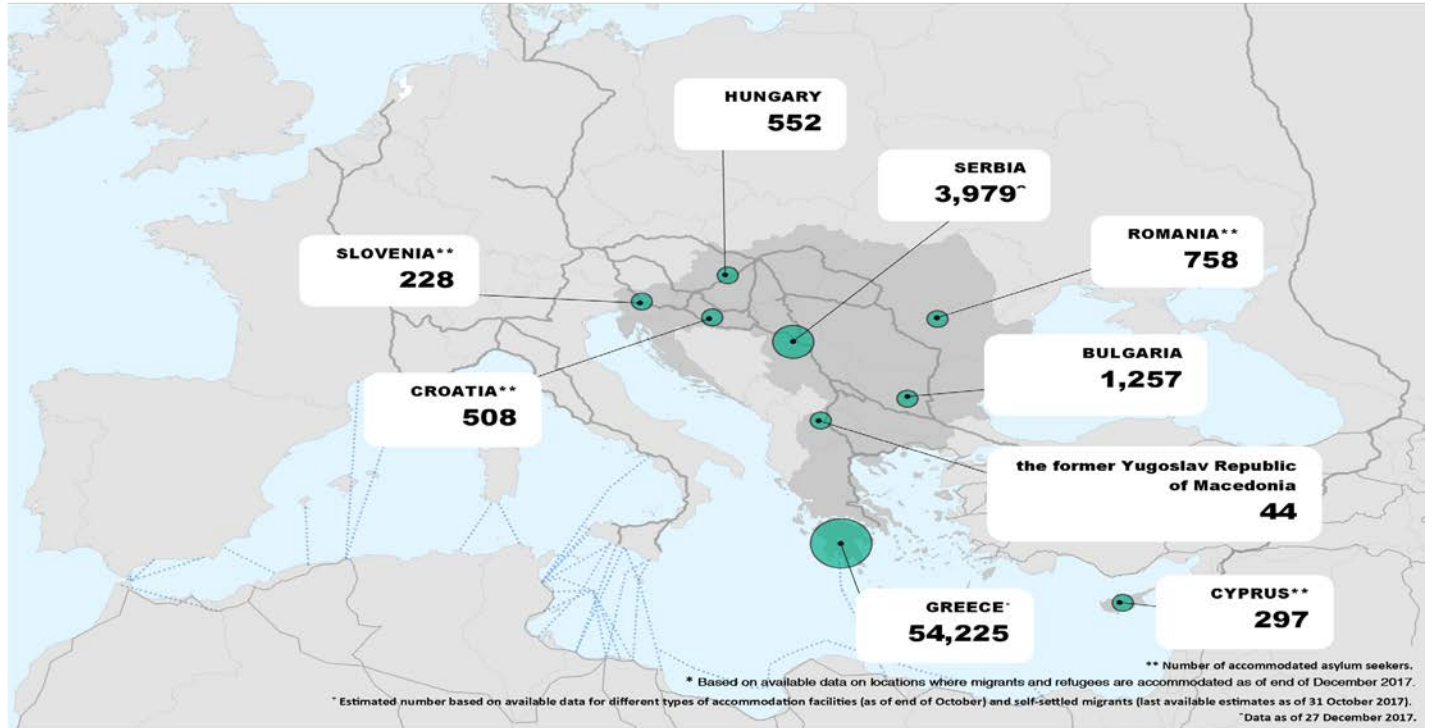 HUNGARY
552
SERBIA
3,979^
ROMANIA**
758
SLOVENIA**
228
BULGARIA
1,257
CROATIA**
508
the former Yugoslav Republic
of Macedonia
44
GREECE
54,225
CYPRUS**
297
** Number of accommodated asylum seekers.
* Based on available data on locations where migrants and refugees are accommodated as of end of December 2017.
Estimated number based on available data for different types of accommodation facilities (as of end of October) and self-settled migrants (last available estimates as of 31 October 2017).
Data as of 27 December 2017.